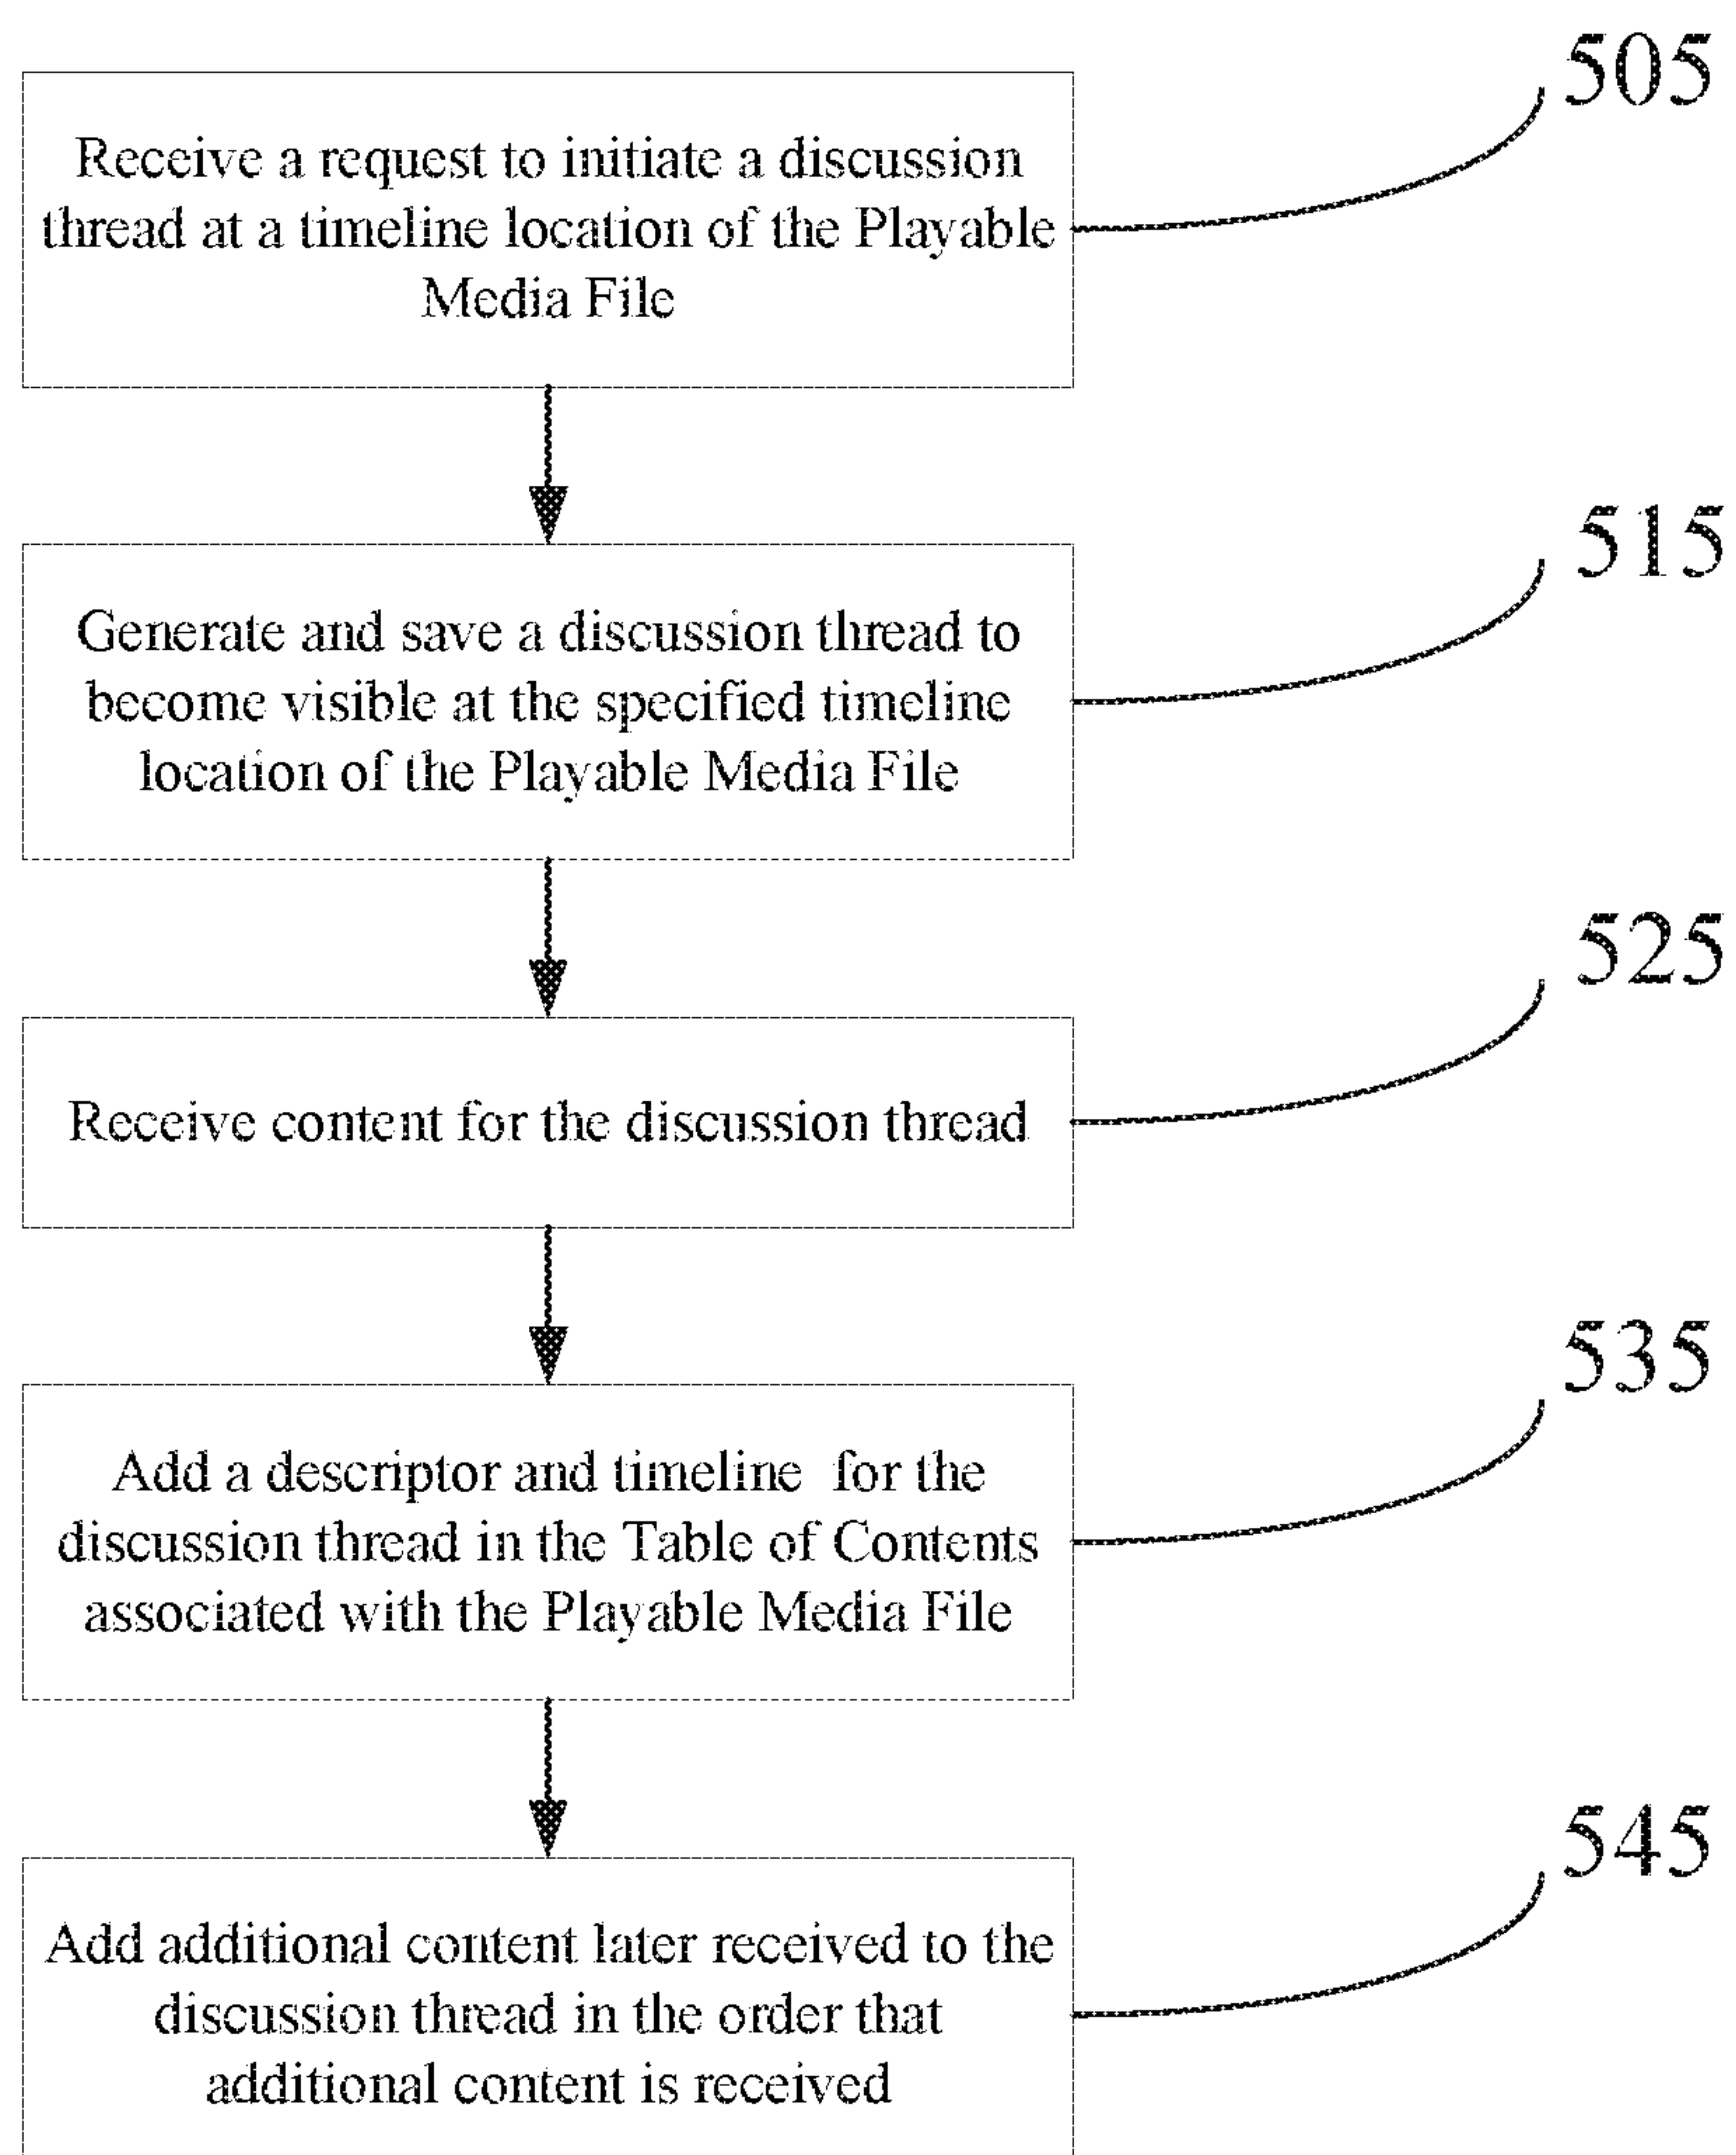 505
Receive a request to initiate a discussion
thread at a timeline location of the Playable
Media File
515
Generate and save a discussion thread to
become visible at the specified timeline
location of the Playable Media File
525
Receive content for the discussion thread
535
Add a descriptor and timeline for the
discussion thread in the Table of Contents
associated with the Playable Media File
545
Add additional content later received to the
discussion thread in the order that
additional content is received